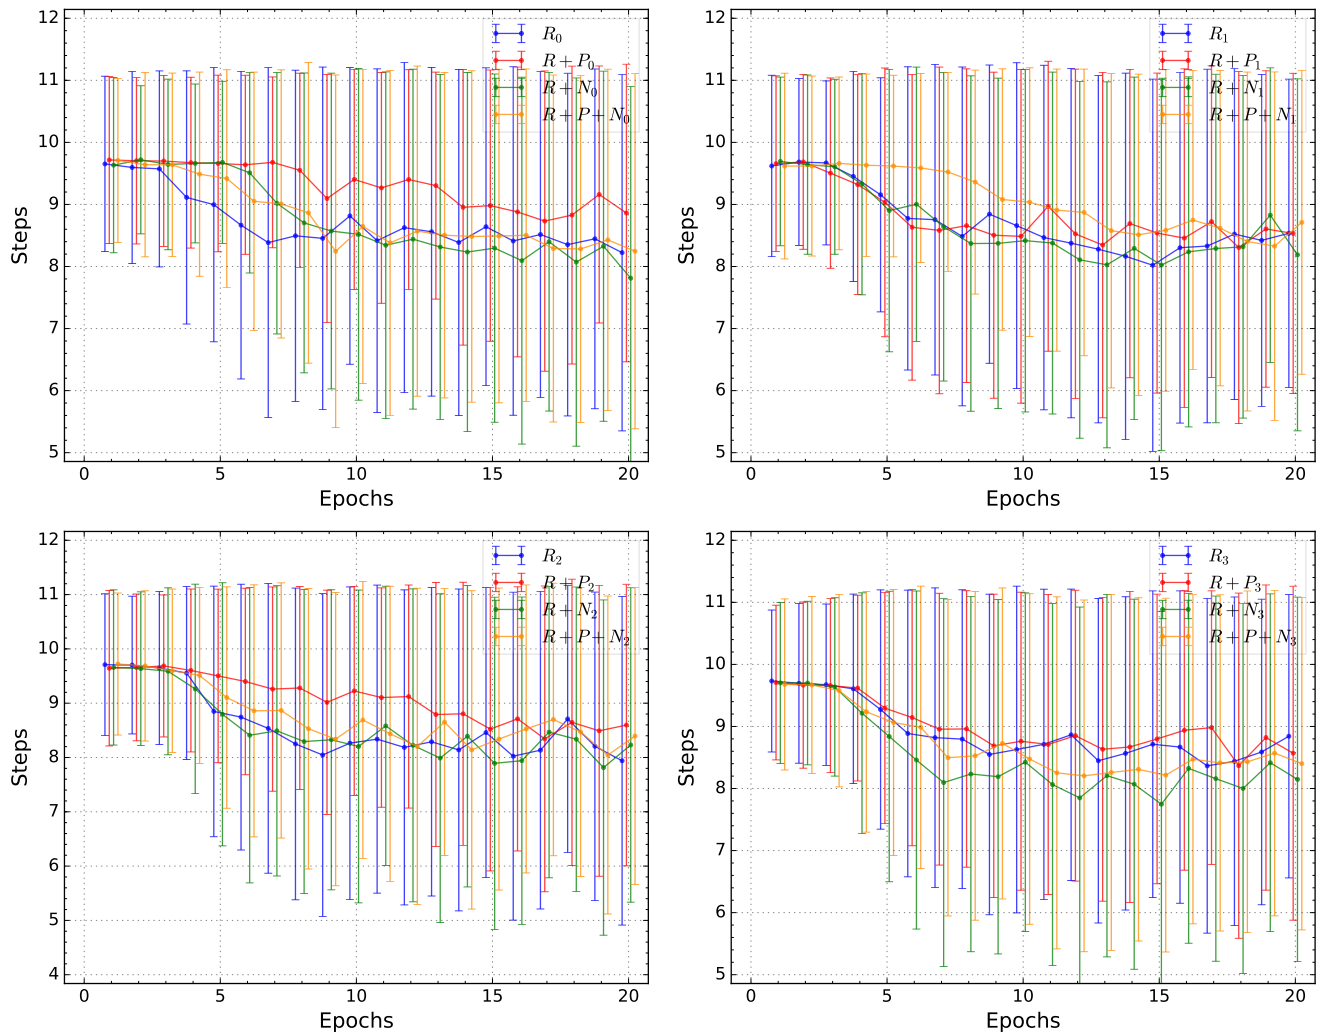 12
11
10
9
8
7
6
5
0 5 10 15 20
Steps
Epochs
R₀
R + P₀
R + N₀
R + P + N₀
12
11
10
9
8
7
6
5
0 5 10 15 20
Steps
Epochs
R₁
R + P₁
R + N₁
R + P + N₁
12
11
10
9
8
7
6
5
4
0 5 10 15 20
Steps
Epochs
R₂
R + P₂
R + N₂
R + P + N₂
12
11
10
9
8
7
6
5
0 5 10 15 20
Steps
Epochs
R₃
R + P₃
R + N₃
R + P + N₃